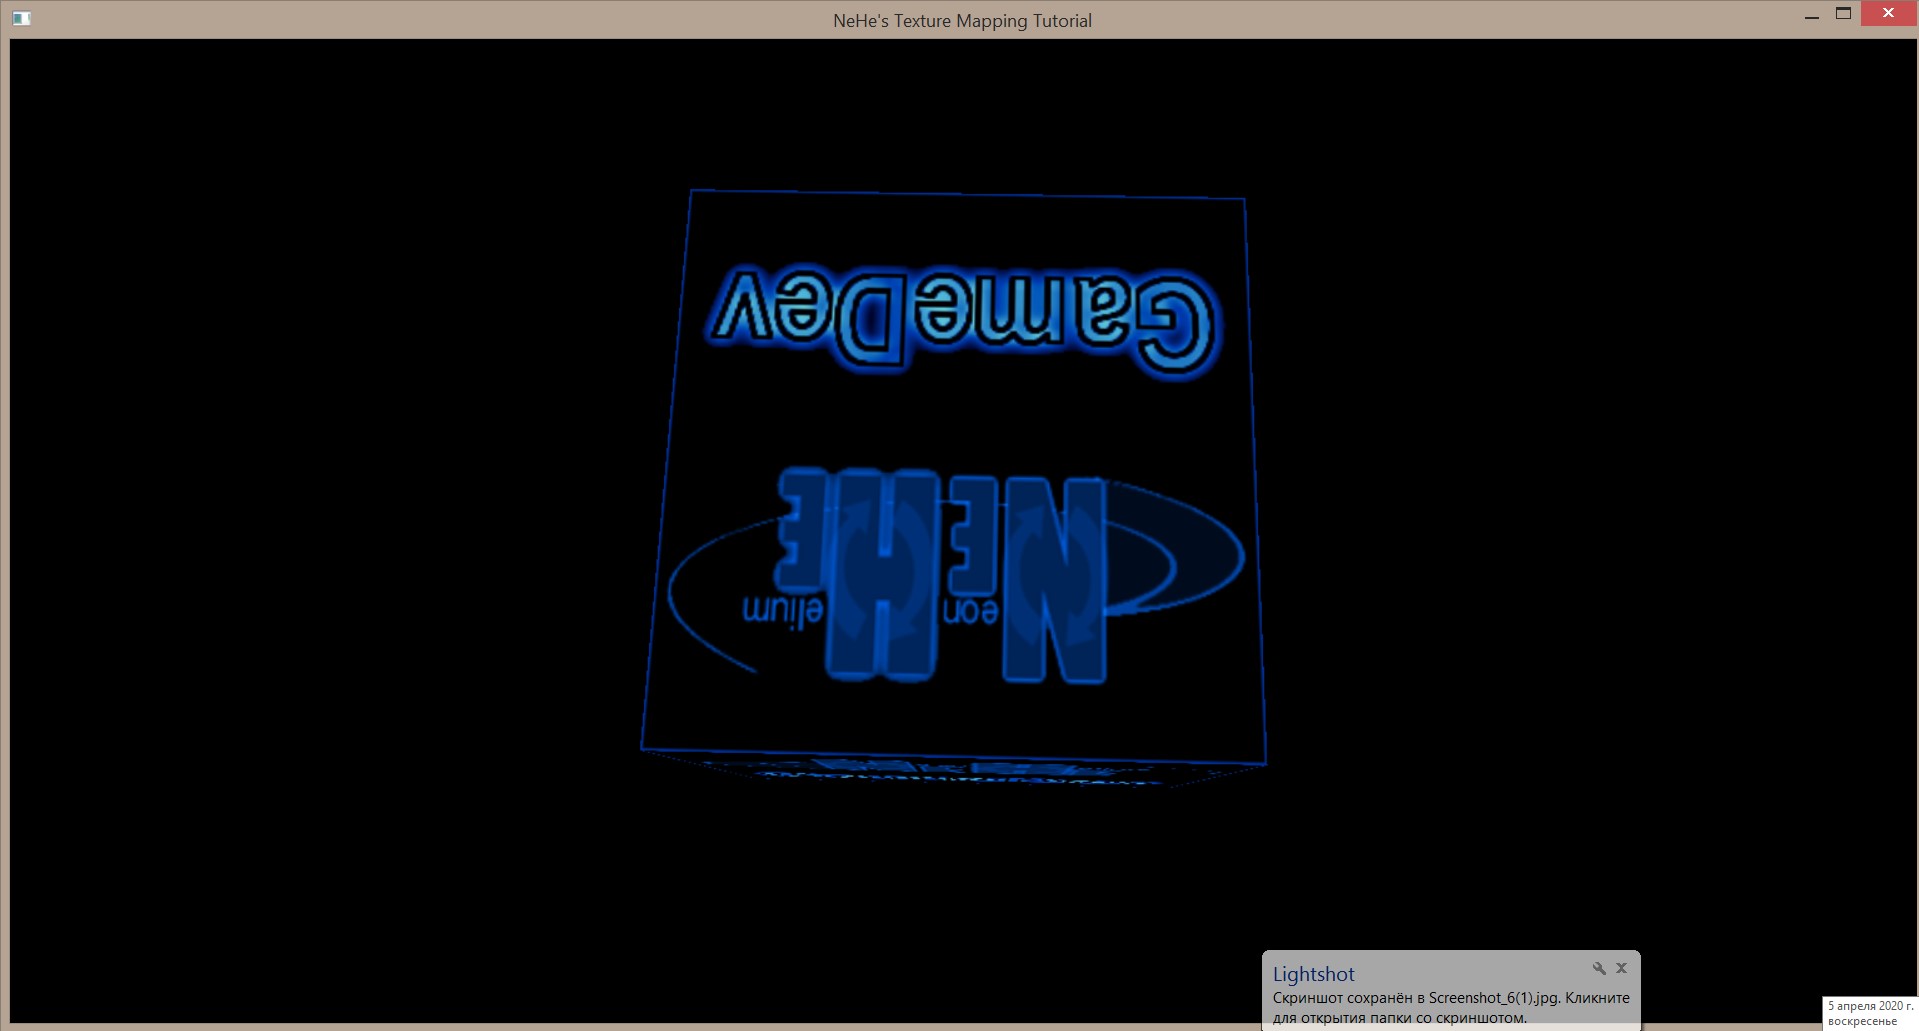 NeHe's Texture Mapping Tutorial
GameDev
NEHE
eon elium
Lightshot
Скриншот сохранён в Screenshot_6(1).jpg. Кликните
для открытия папки со скриншотом.
5 апреля 2020 г.
воскресенье